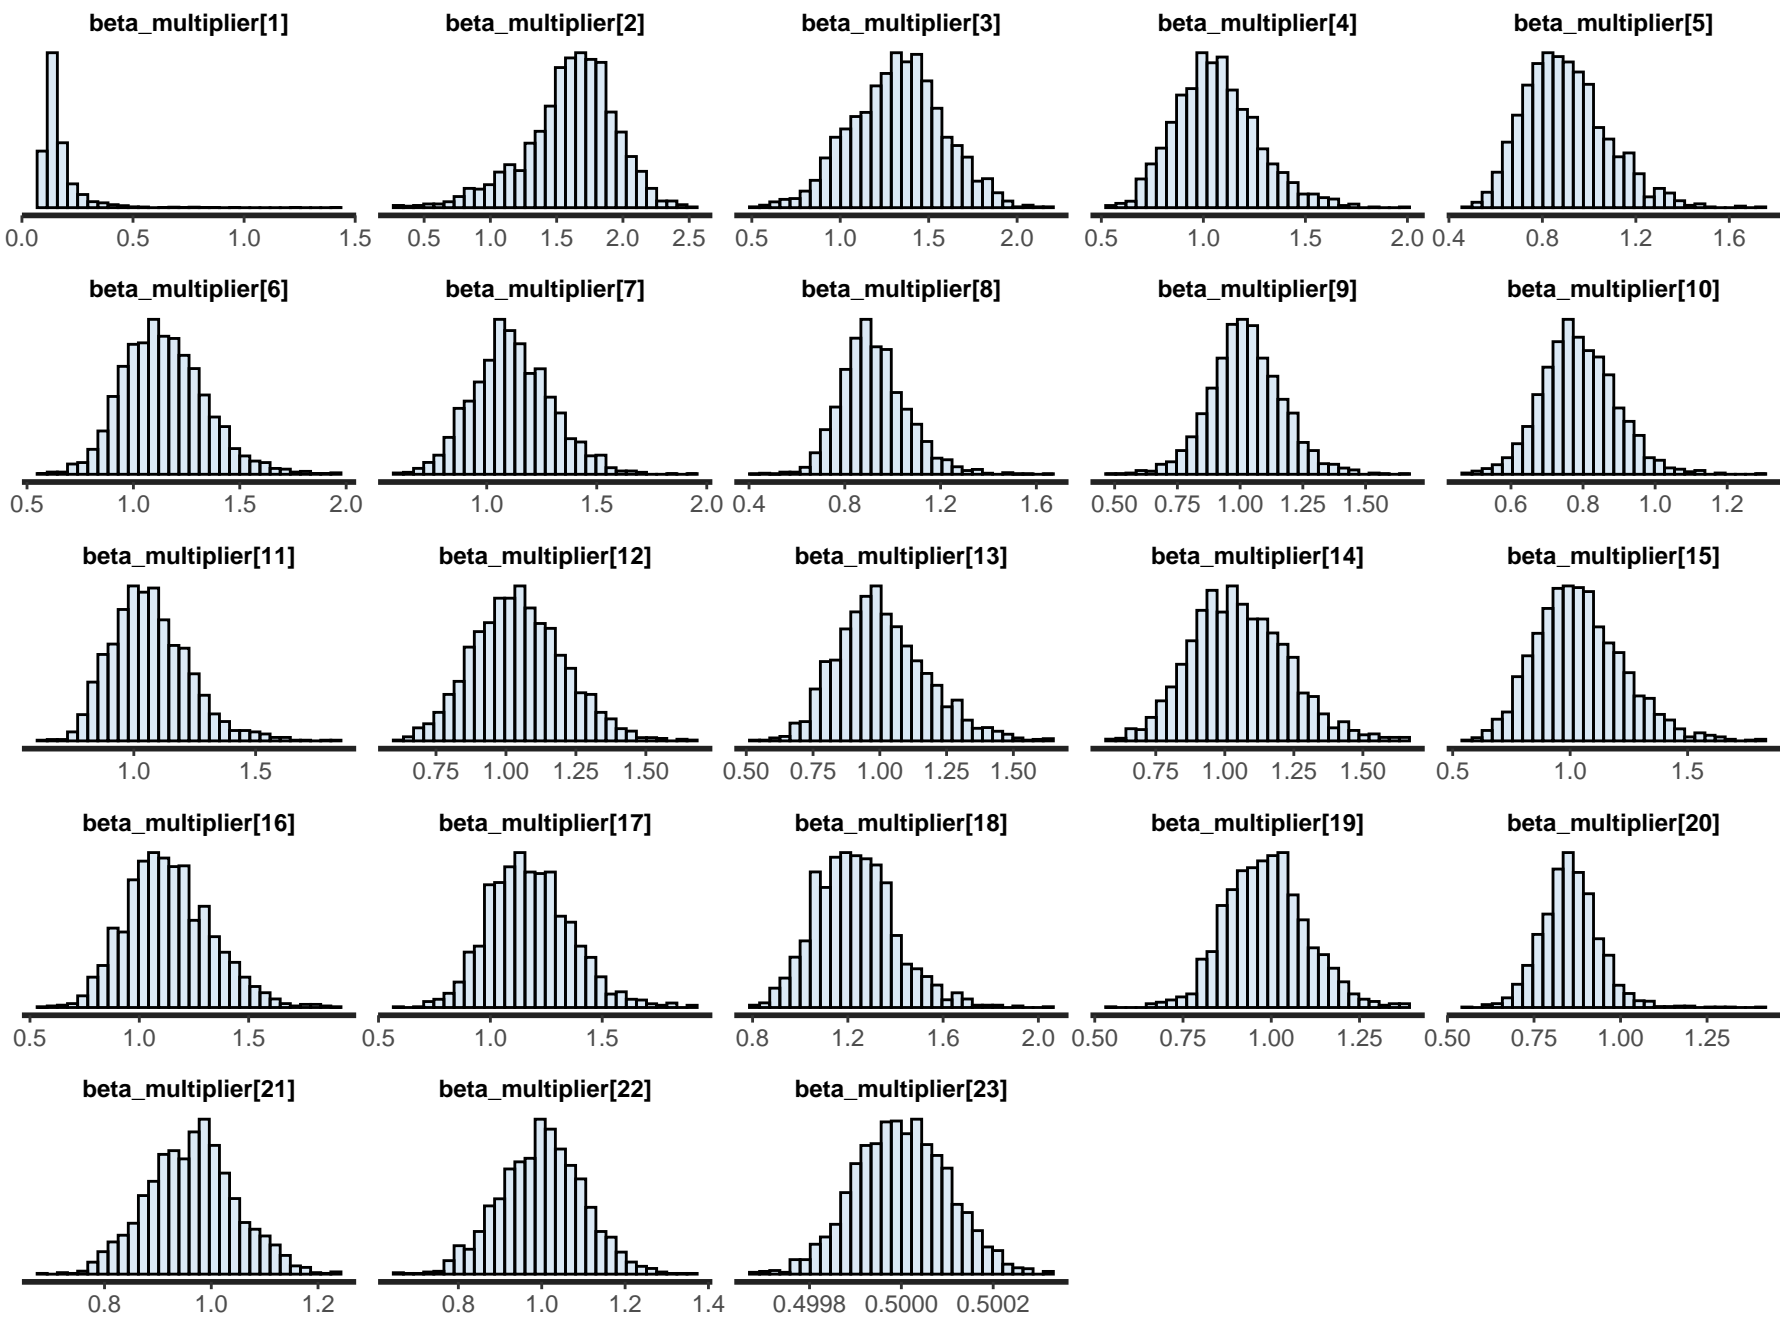 beta_multiplier[1] beta_multiplier[2] beta_multiplier[3] beta_multiplier[4] beta_multiplier[5]
0.0 0.5 1.0 1.5 0.5 1.0 1.5 2.0 2.5 0.5 1.0 1.5 2.0 0.5 1.0 1.5 2.0 0.4 0.8 1.2 1.6
beta_multiplier[6] beta_multiplier[7] beta_multiplier[8] beta_multiplier[9] beta_multiplier[10]
0.5 1.0 1.5 2.0 1.0 1.5 2.0 0.4 0.8 1.2 1.6 0.50 0.75 1.00 1.25 1.50 0.6 0.8 1.0 1.2
beta_multiplier[11] beta_multiplier[12] beta_multiplier[13] beta_multiplier[14] beta_multiplier[15]
1.0 1.5 0.75 1.00 1.25 1.50 0.50 0.75 1.00 1.25 1.50 0.75 1.00 1.25 1.50 0.5 1.0 1.5
beta_multiplier[16] beta_multiplier[17] beta_multiplier[18] beta_multiplier[19] beta_multiplier[20]
0.5 1.0 1.5 0.5 1.0 1.5 0.8 1.2 1.6 2.0 0.50 0.75 1.00 1.25 0.50 0.75 1.00 1.25
beta_multiplier[21] beta_multiplier[22] beta_multiplier[23]
0.8 1.0 1.2 0.8 1.0 1.2 1.4 0.4998 0.5000 0.5002